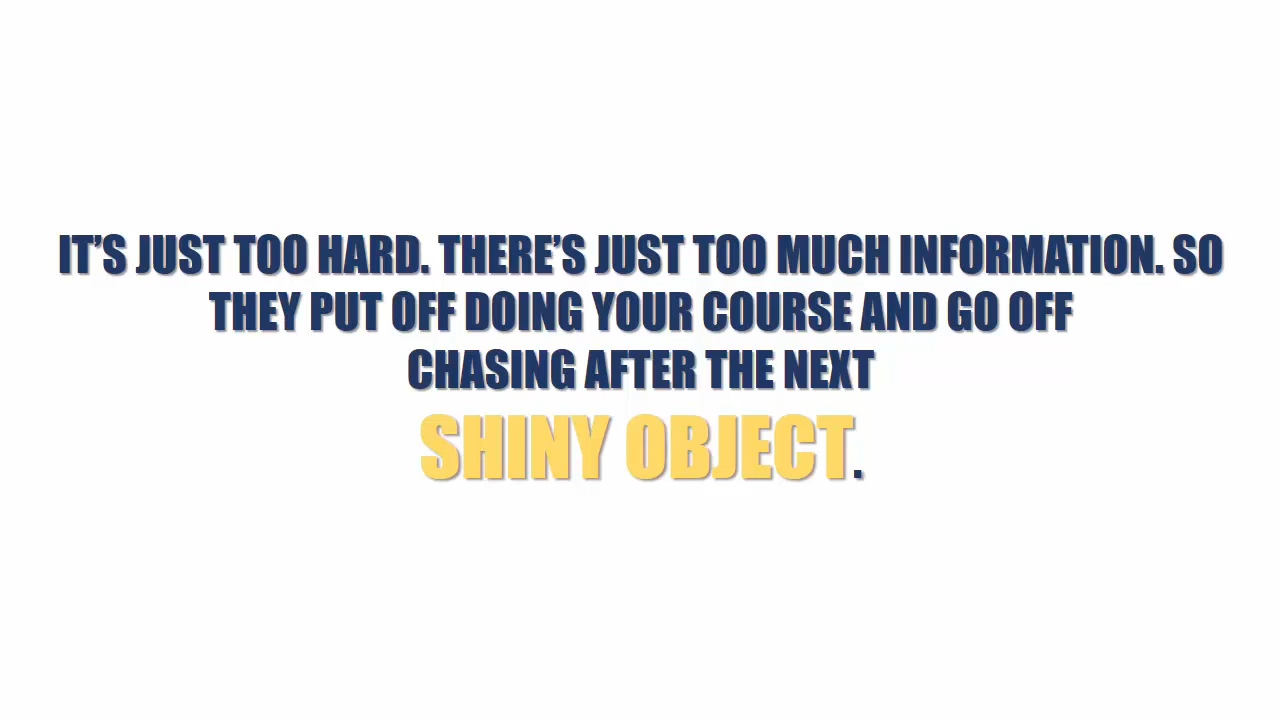 IT’S JUST TOO HARD. THERE’S JUST TOO MUCH INFORMATION. SO
THEY PUT OFF DOING YOUR COURSE AND GO OFF
CHASING AFTER THE NEXT
SHINY OBJECT.